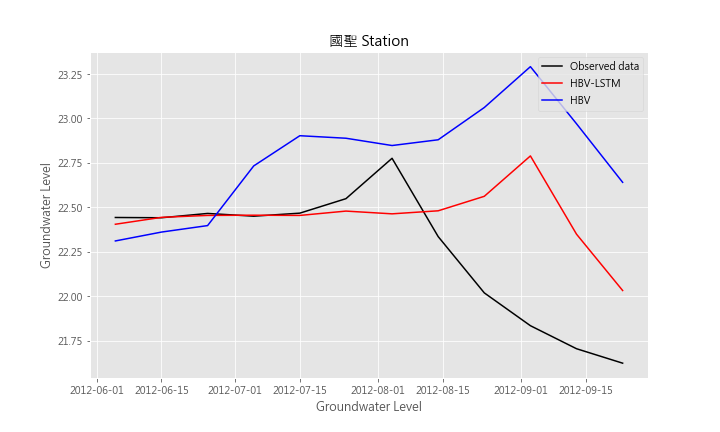 國聖 Station
Observed data
HBV-LSTM
HBV
23.25
23.00
22.75
22.50
22.25
22.00
21.75
Groundwater Level
2012-06-01 2012-06-15 2012-07-01 2012-07-15 2012-08-01 2012-08-15 2012-09-01 2012-09-15
Groundwater Level